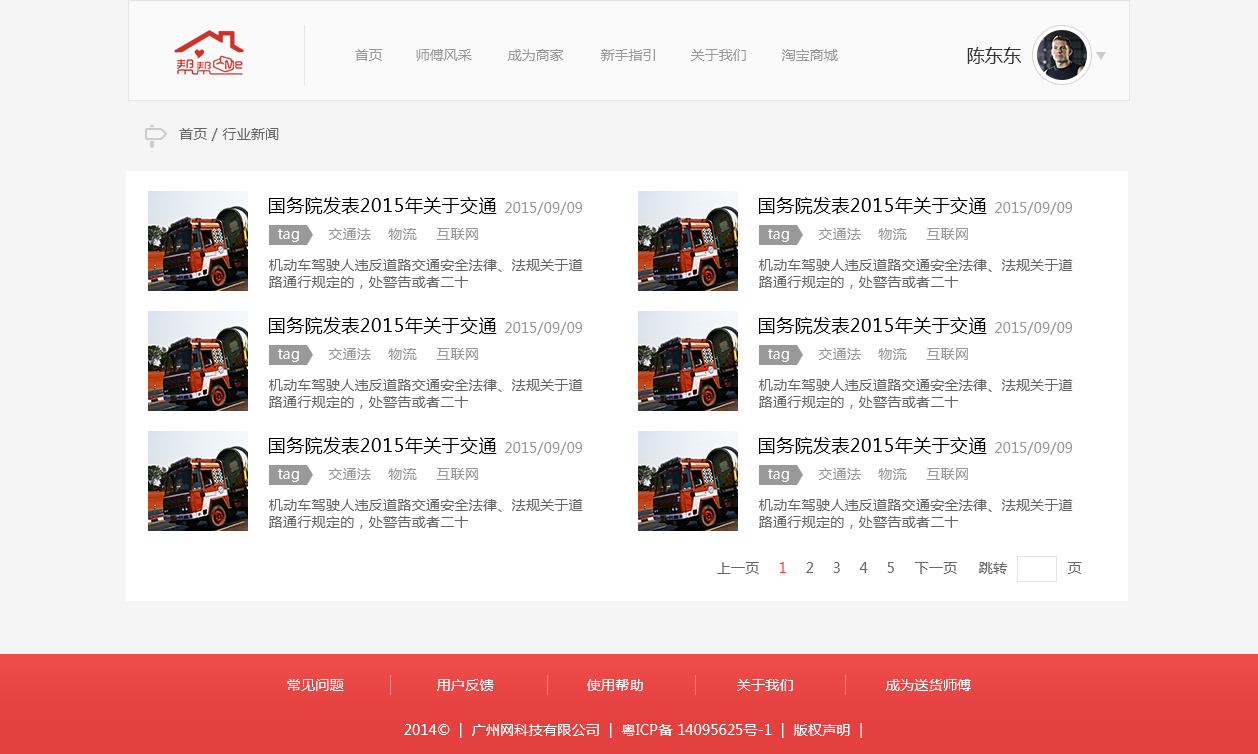 帮帮Me
首页 师傅风采 成为商家 新手指引 关于我们 淘宝商城 陈东东
首页 / 行业新闻
国务院发表2015年关于交通 2015/09/09
tag 交通法 物流 互联网
机动车驾驶人违反道路交通安全法律、法规关于道
路通行规定的，处警告或者二十
国务院发表2015年关于交通 2015/09/09
tag 交通法 物流 互联网
机动车驾驶人违反道路交通安全法律、法规关于道
路通行规定的，处警告或者二十
国务院发表2015年关于交通 2015/09/09
tag 交通法 物流 互联网
机动车驾驶人违反道路交通安全法律、法规关于道
路通行规定的，处警告或者二十
国务院发表2015年关于交通 2015/09/09
tag 交通法 物流 互联网
机动车驾驶人违反道路交通安全法律、法规关于道
路通行规定的，处警告或者二十
国务院发表2015年关于交通 2015/09/09
tag 交通法 物流 互联网
机动车驾驶人违反道路交通安全法律、法规关于道
路通行规定的，处警告或者二十
国务院发表2015年关于交通 2015/09/09
tag 交通法 物流 互联网
机动车驾驶人违反道路交通安全法律、法规关于道
路通行规定的，处警告或者二十
上一页 1 2 3 4 5 下一页 跳转 页
常见问题 用户反馈 使用帮助 关于我们 成为送货师傅
2014© | 广州网科技有限公司 | 粤ICP备 14095625号-1 | 版权声明 |